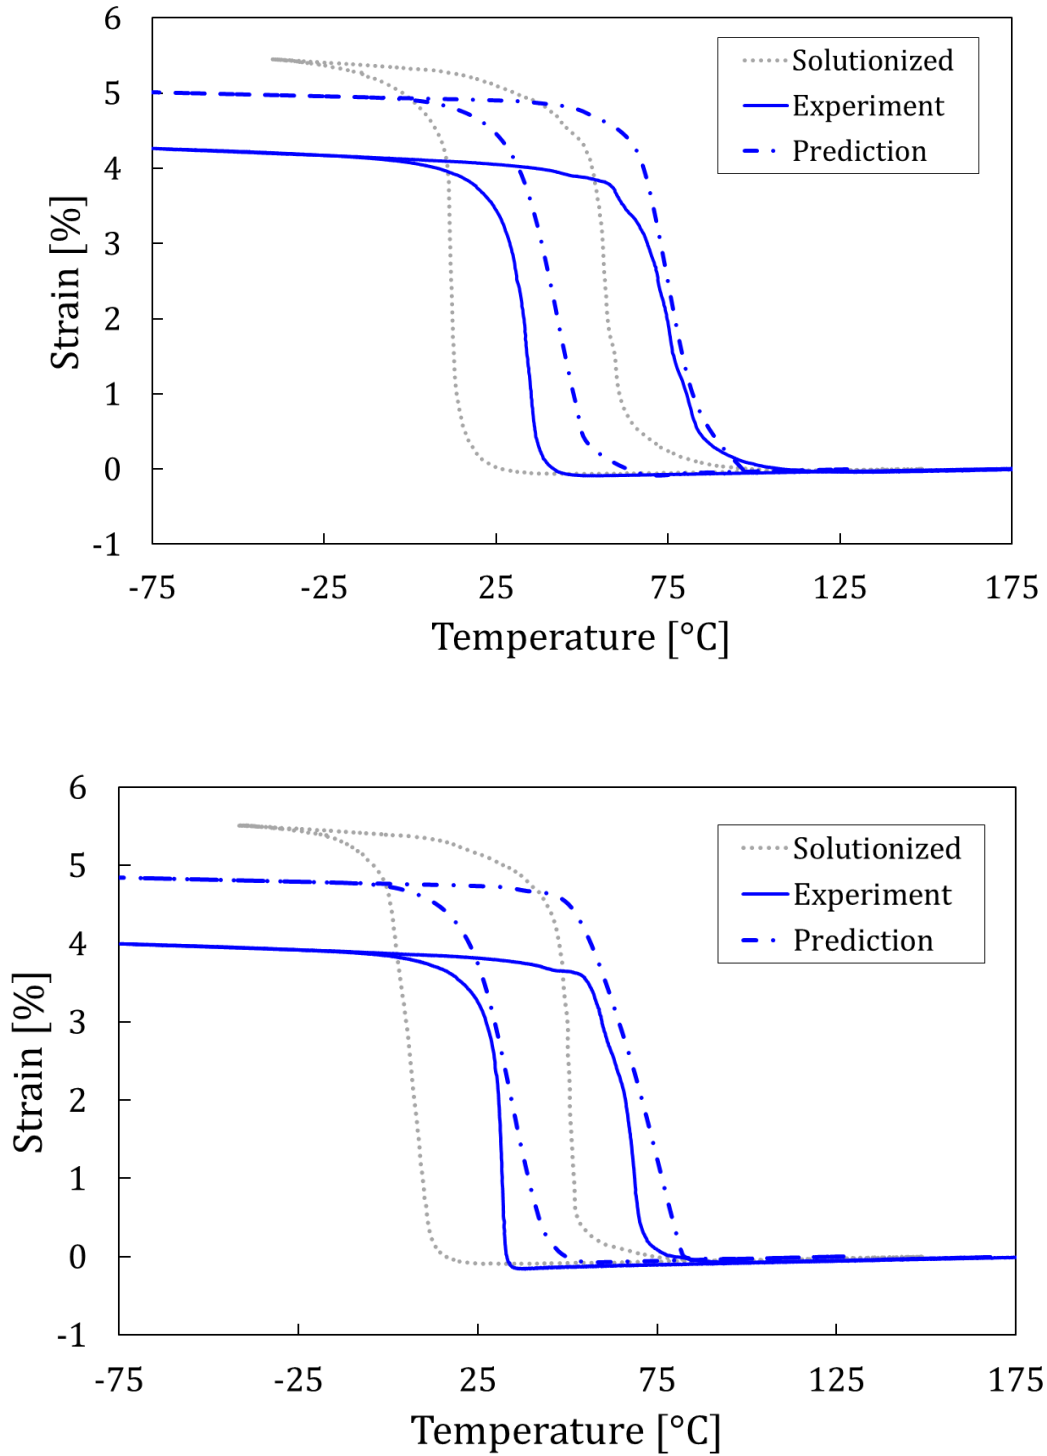 6
5
4
3
2
1
0
-1
Strain [%]
Solutionized
Experiment
Prediction
-75 -25 25 75 125 175
Temperature [°C]
6
5
4
3
2
1
0
-1
Strain [%]
Solutionized
Experiment
Prediction
-75 -25 25 75 125 175
Temperature [°C]